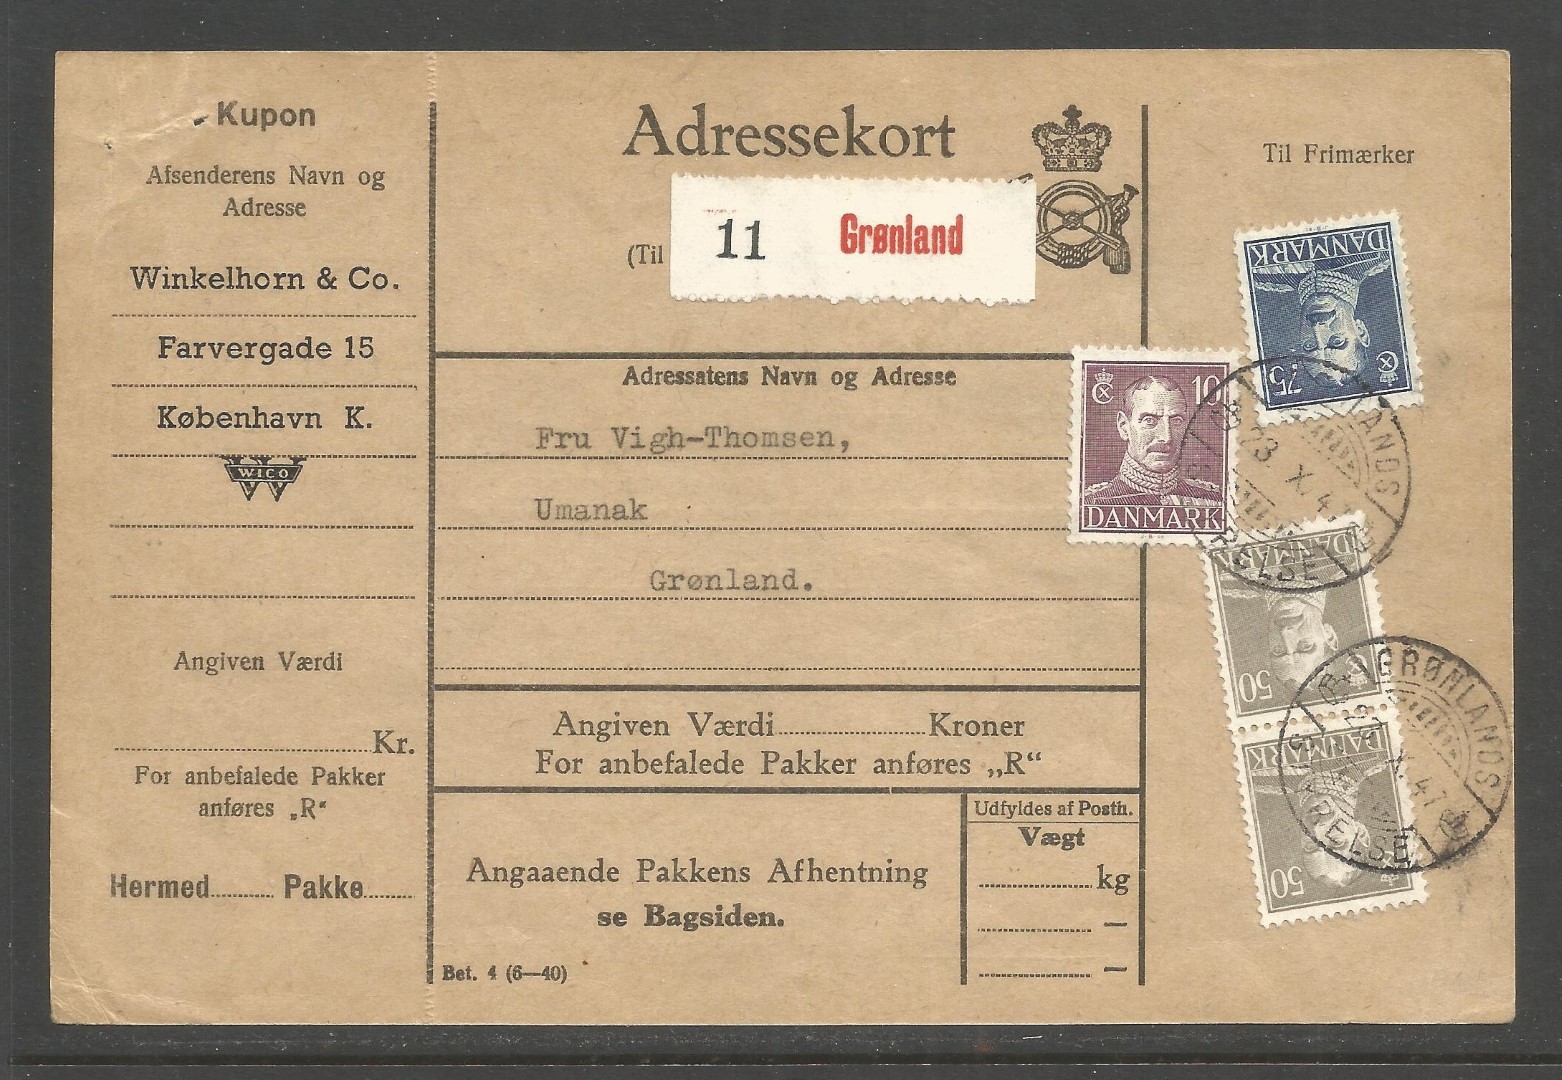 Kupon
Afsenderens Navn og
Adresse
Winkelhorn & Co.
Farvergade 15
København K.
WICO
Angiven Værdi
Kr.
For anbefalede Pakker
anføres „R“
Hermed Pakke
Adressekort
(Til
11 Grønland
Adressatens Navn og Adresse
Fru Vigh-Thomsen,
Umanak
Grønland.
Angiven Værdi Kroner
For anbefalede Pakker anføres „R“
Angaaende Pakkens Afhentning
se Bagsiden.
Udfyldes af Posth.
Vægt
kg
Bet. 4 (6—40)
Til Frimærker
DANMARK
75
10
DANMARK
DANMARK
50
DANMARK
50
GRØNLANDS
X. 47